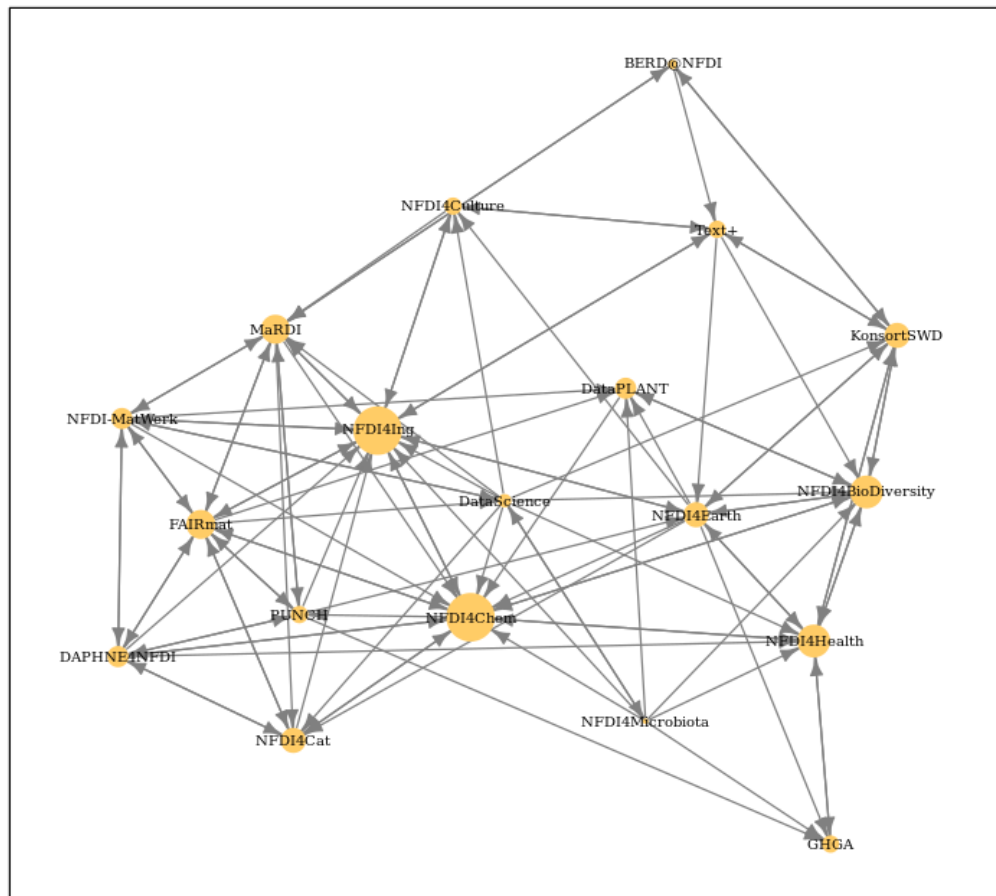 BERD@NFDI
NFDI4Culture
Text+
MaRDI
KonsortSWD
DataPLANT
NFDI-MatWerk
NFDI4Ing
NFDI4BioDiversity
DataScience
NFDI4Earth
FAIRmat
PUNCH
NFDI4Chem
NFDI4Health
DAPHNE4NFDI
NFDI4Microbiota
NFDI4Cat
GHGA